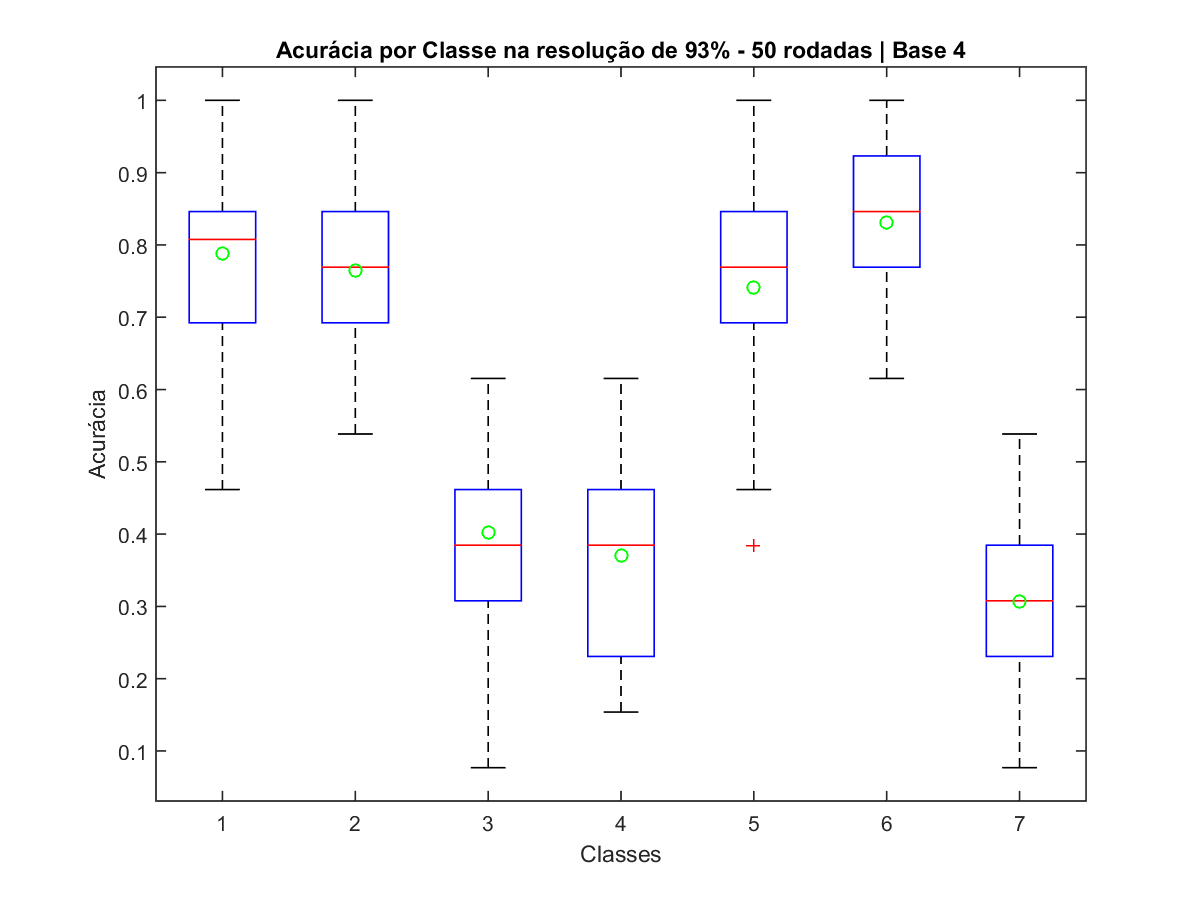 Acurácia por Classe na resolução de 93% - 50 rodadas | Base 4
1
0.9
0.8
0.7
0.6
0.5
0.4
0.3
0.2
0.1
Acurácia
1 2 3 4 5 6 7
Classes